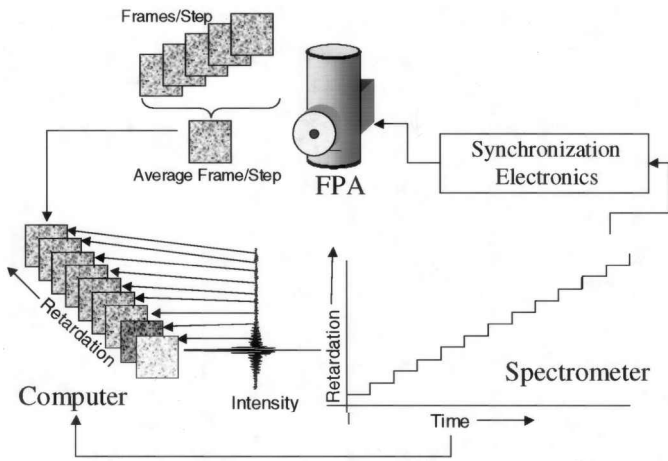 Frames/Step
Average Frame/Step
FPA
Synchronization
Electronics
Retardation
Computer
Intensity
Retardation
Time
Spectrometer